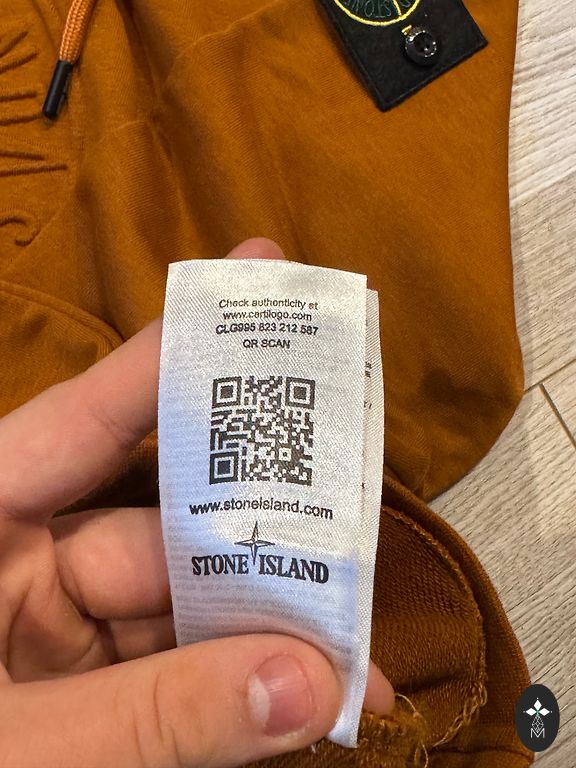 Check authenticity at
www.certilogo.com
CLG995 823 212 587
QR SCAN
www.stoneisland.com
STONE ISLAND
M